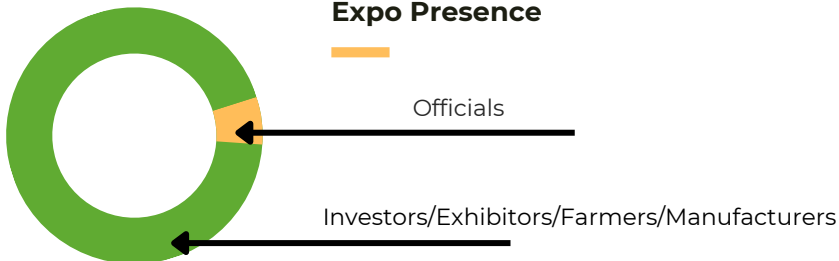 Expo Presence
Officials
Investors/Exhibitors/Farmers/Manufacturers